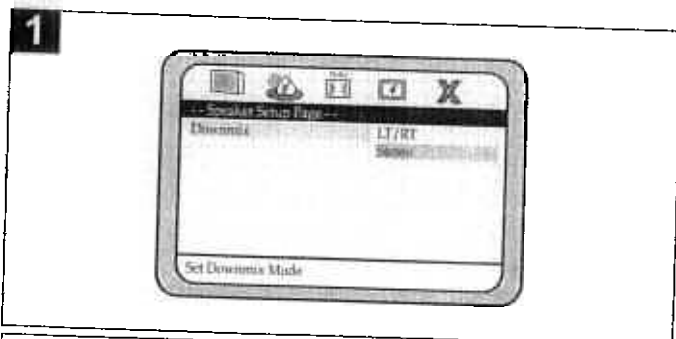 1
- - Speaker Setup Page - -
Downmix LT/RT
Stereo
Set Downmix Mode